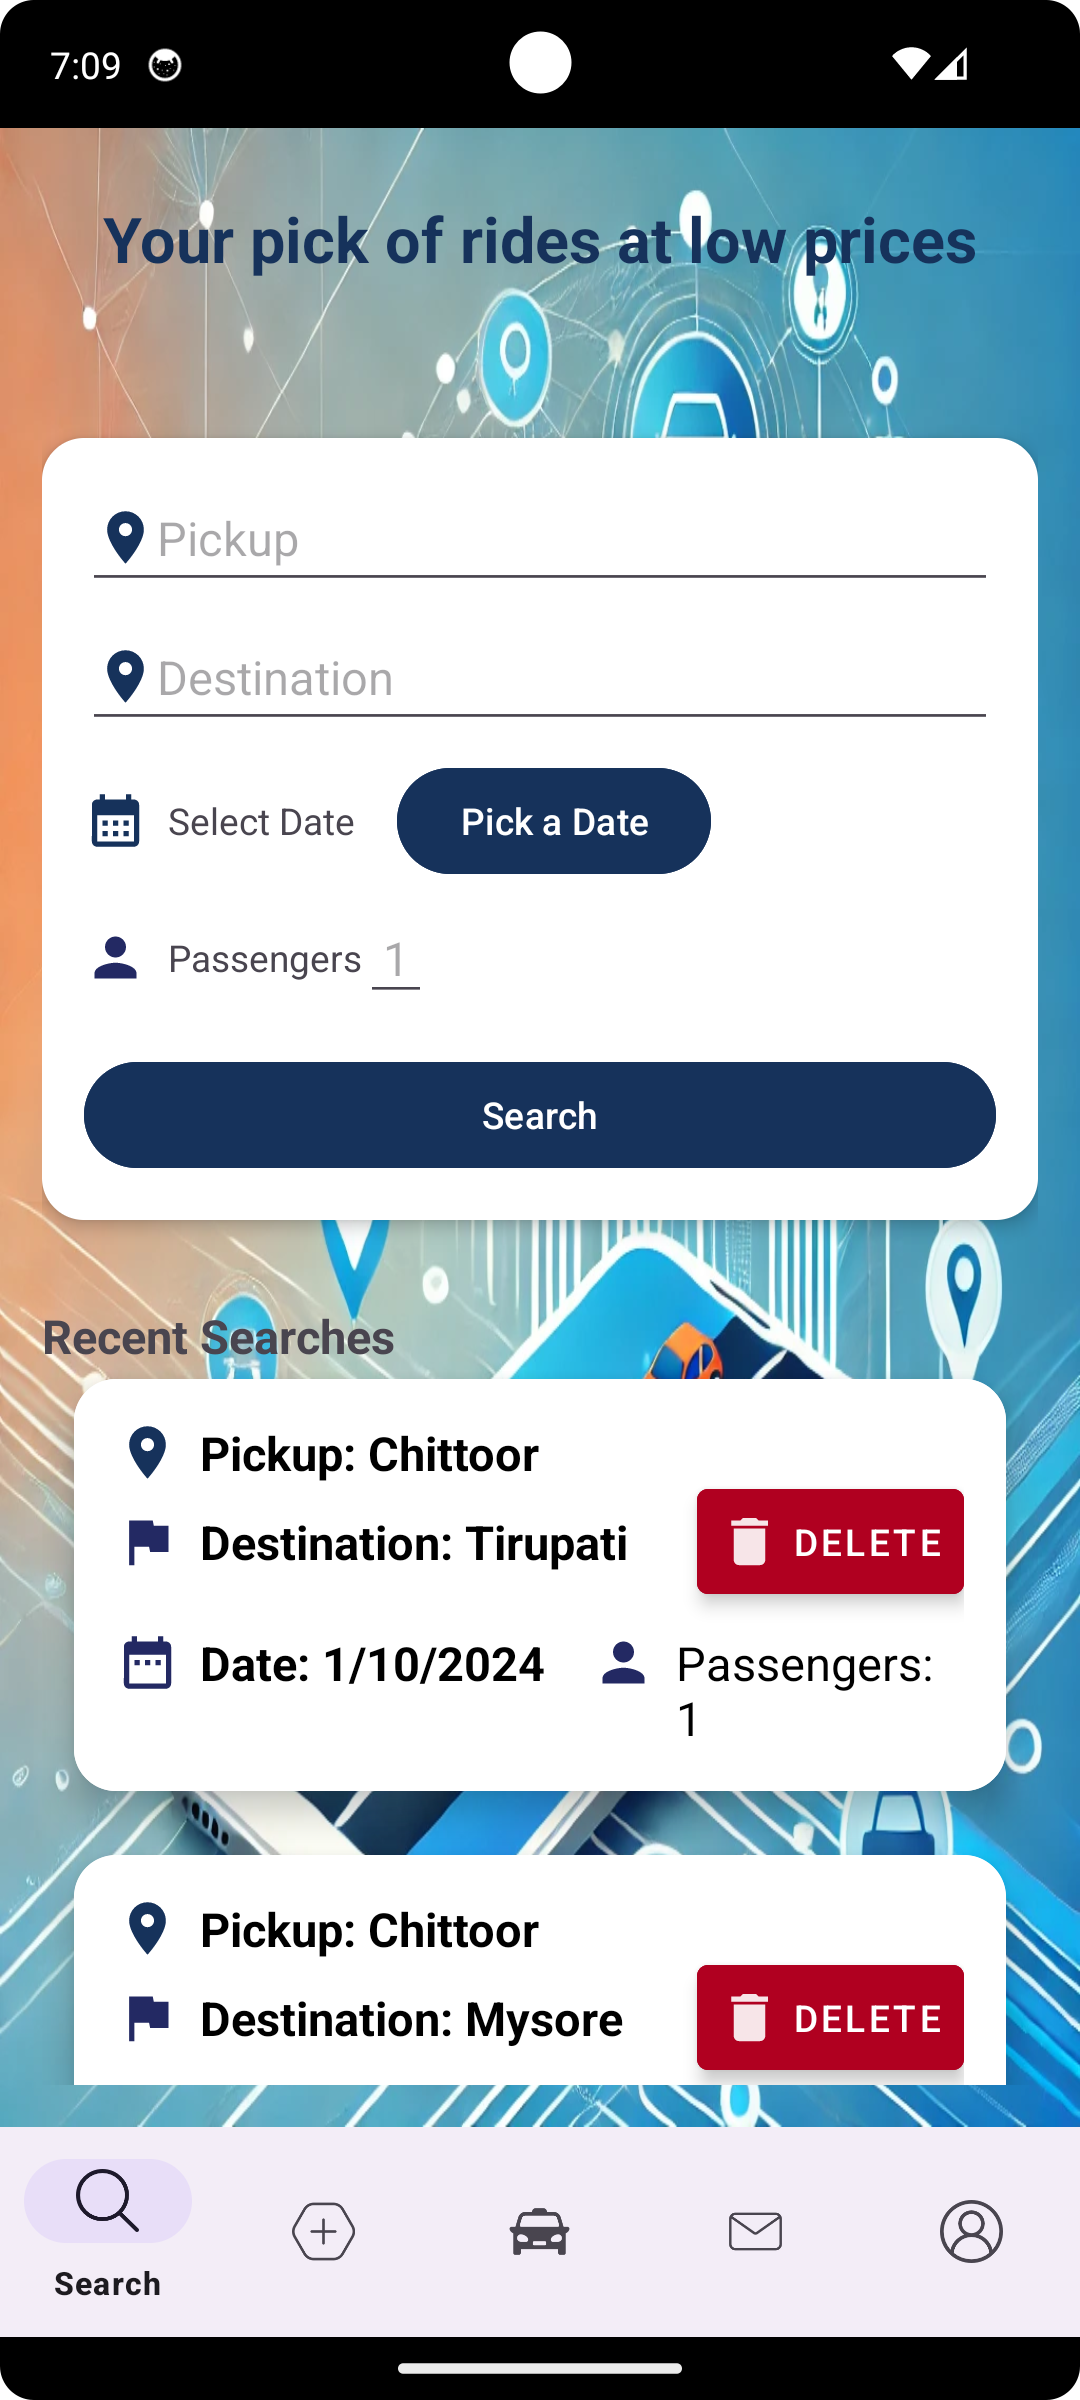 7:09
Your pick of rides at low prices
Pickup
Destination
Select Date Pick a Date
Passengers 1
Search
Recent Searches
Pickup: Chittoor
Destination: Tirupati DELETE
Date: 1/10/2024 Passengers:
1
Pickup: Chittoor
Destination: Mysore DELETE
Search